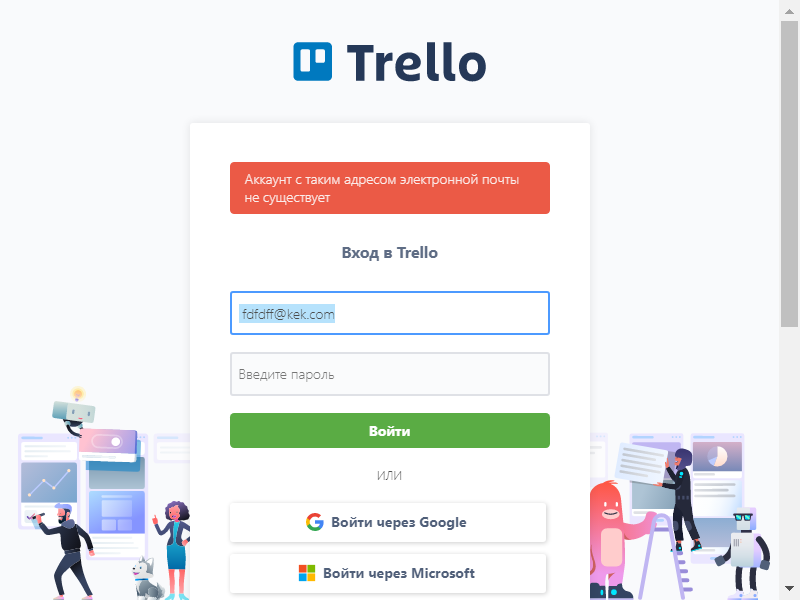 Trello
Аккаунт с таким адресом электронной почты
не существует
Вход в Trello
fdfdff@kek.com
Введите пароль
Войти
ИЛИ
Войти через Google
Войти через Microsoft